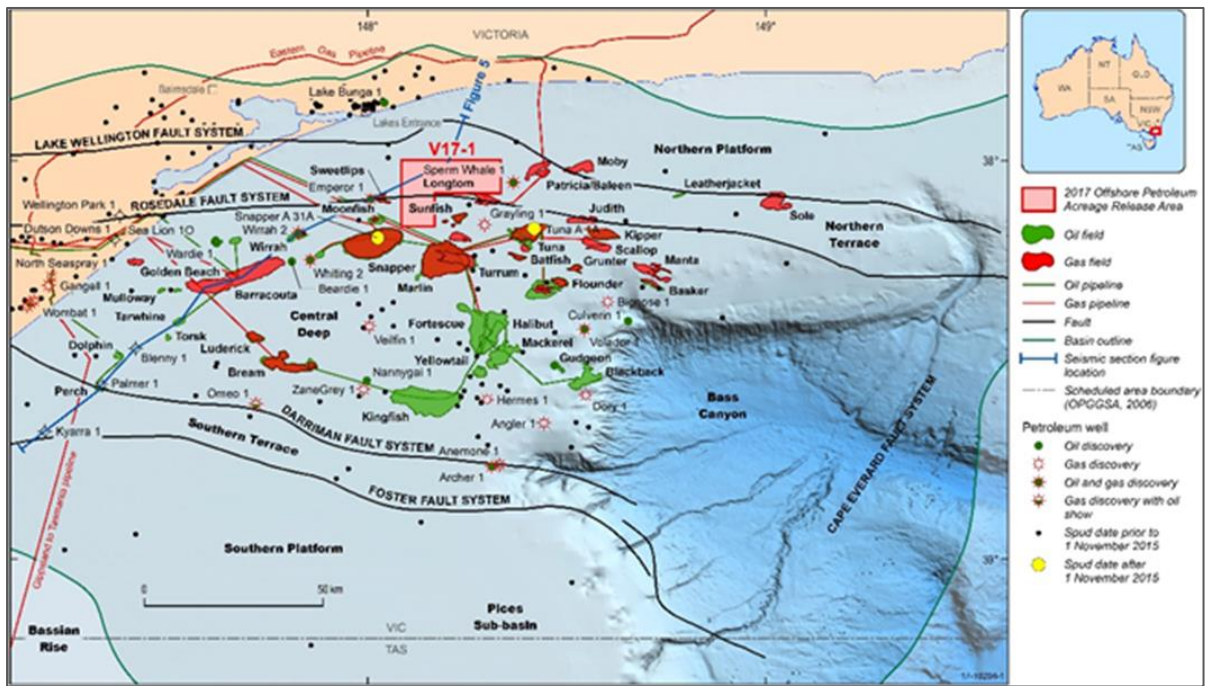 148°
149°
VICTORIA
Eastern Gas Pipeline
Figure 5
Bairnsdale
Lake Bunga 1
Lakes Entrance
LAKE WELLINGTON FAULT SYSTEM
V17-1
Northern Platform
38°
Sweetlips
Sperm Whale 1
Moby
Emperor 1
Longtom
Patricia/Baleen
Leatherjacket
Wellington Park 1
ROSEDALE FAULT SYSTEM
Moonfish
Sunfish
Grayling 1
Judith
Sole
Dutson Downs 1
Sea Lion 1O
Snapper A 31A
Wirrah 2
Tuna A-4A
Kipper
Northern
Terrace
Wardie 1
Wirrah
Tuna
Scallop
North Seaspray 1
Golden Beach
Whiting 2
Snapper
Turrum
Batfish
Grunter
Manta
Gangell 1
Beardie 1
Marlin
Flounder
Basker
Mulloway
Barracouta
Bignose 1
Wombat 1
Tarwhine
Central
Deep
Fortescue
Halibut
Culverin 1
Torsk
Veilfin 1
Mackerel
Volador 1
Dolphin
Luderick
Yellowtail
Gudgeon
Blenny 1
Bream
Nannygai 1
Blackback
Bass
Canyon
Perch
Palmer 1
ZaneGrey 1
Hermes 1
Dory 1
Omeo 1
Kingfish
Angler 1
Kyarra 1
DARRIMAN FAULT SYSTEM
Southern Terrace
Anemone 1
Archer 1
FOSTER FAULT SYSTEM
CAPE EVERARD FAULT SYSTEM
Gippsland to Tasmania pipeline
Southern Platform
39°
0
50 km
Pices
Sub-basin
Bassian
Rise
VIC
TAS
WA
NT
SA
QLD
NSW
VIC
TAS
2017 Offshore Petroleum
Acreage Release Area
Oil field
Gas field
Oil pipeline
Gas pipeline
Fault
Basin outline
Seismic section figure
location
Scheduled area boundary
(OPGGSA, 2006)
Petroleum well
Oil discovery
Gas discovery
Oil and gas discovery
Gas discovery with oil
show
Spud date prior to
1 November 2015
Spud date after
1 November 2015